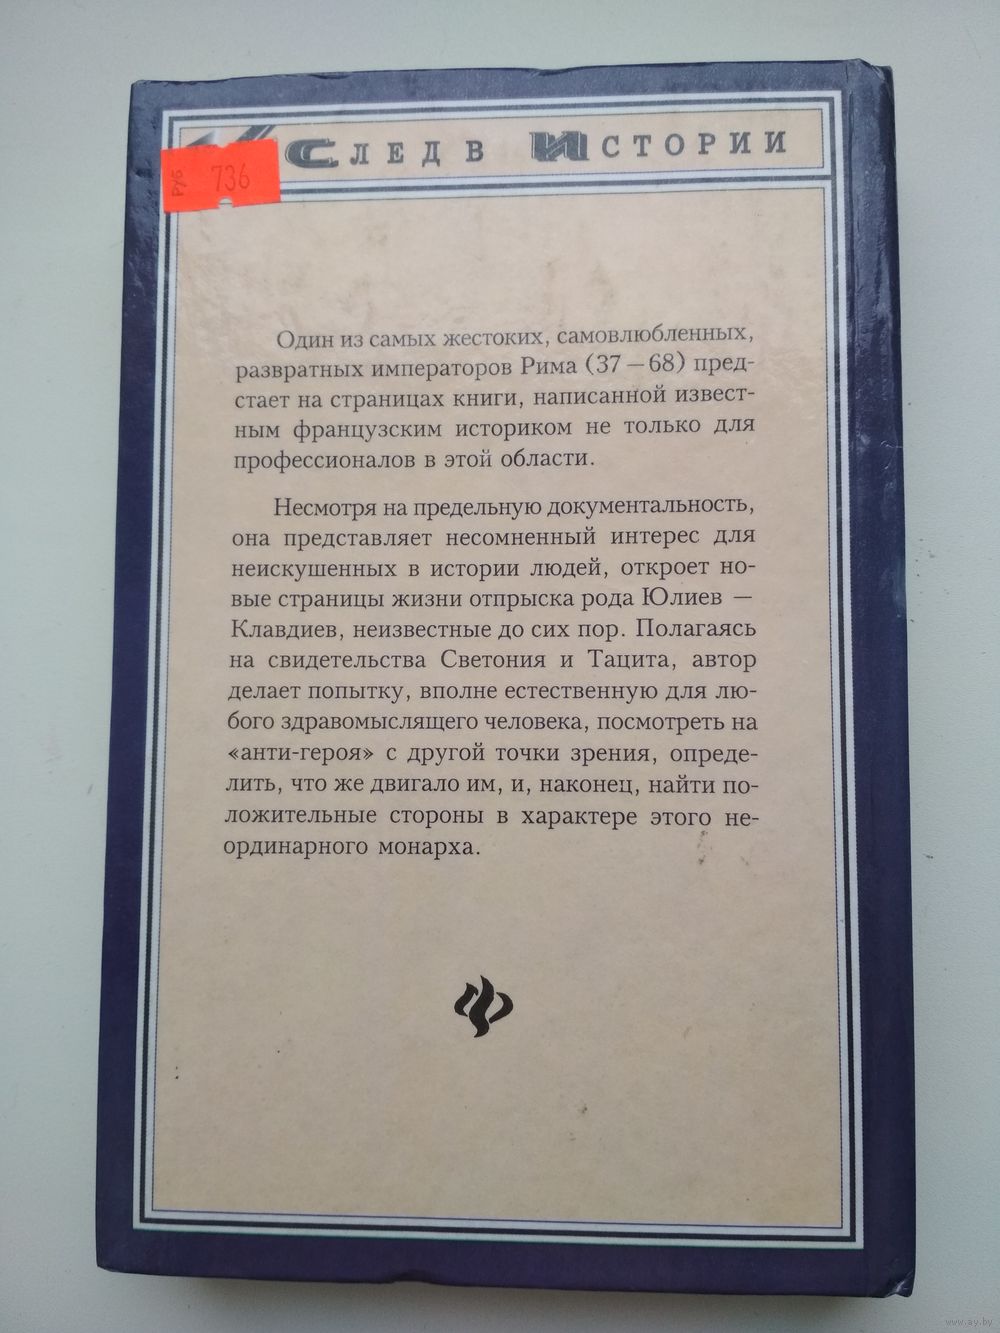 СЛЕД В ИСТОРИИ
РУБ. 736
Один из самых жестоких, самовлюбленных,
развратных императоров Рима (37 — 68) пред-
стает на страницах книги, написанной извест-
ным французским историком не только для
профессионалов в этой области.
Несмотря на предельную документальность,
она представляет несомненный интерес для
неискушенных в истории людей, откроет но-
вые страницы жизни отпрыска рода Юлиев —
Клавдиев, неизвестные до сих пор. Полагаясь
на свидетельства Светония и Тацита, автор
делает попытку, вполне естественную для лю-
бого здравомыслящего человека, посмотреть на
«анти-героя» с другой точки зрения, опреде-
лить, что же двигало им, и, наконец, найти по-
ложительные стороны в характере этого не-
ординарного монарха.
www.ay.by